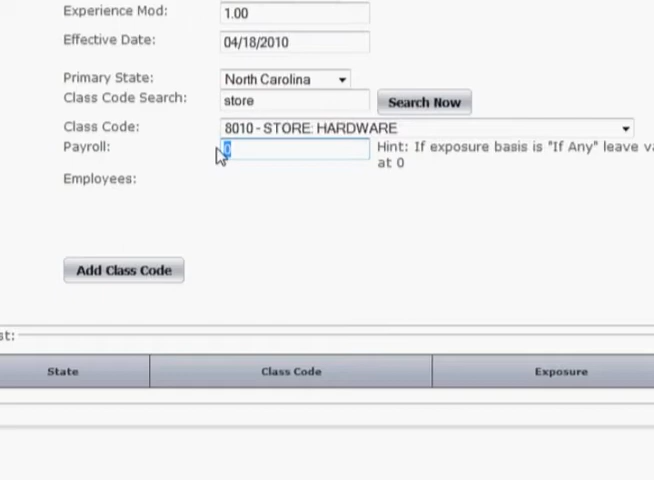 Experience Mod: 1.00
Effective Date: 04/18/2010
Primary State: North Carolina
Class Code Search: store Search Now
Class Code: 8010 - STORE: HARDWARE
Payroll: 0 Hint: If exposure basis is "If Any" leave
at 0
Employees:
Add Class Code
st:
State Class Code Exposure